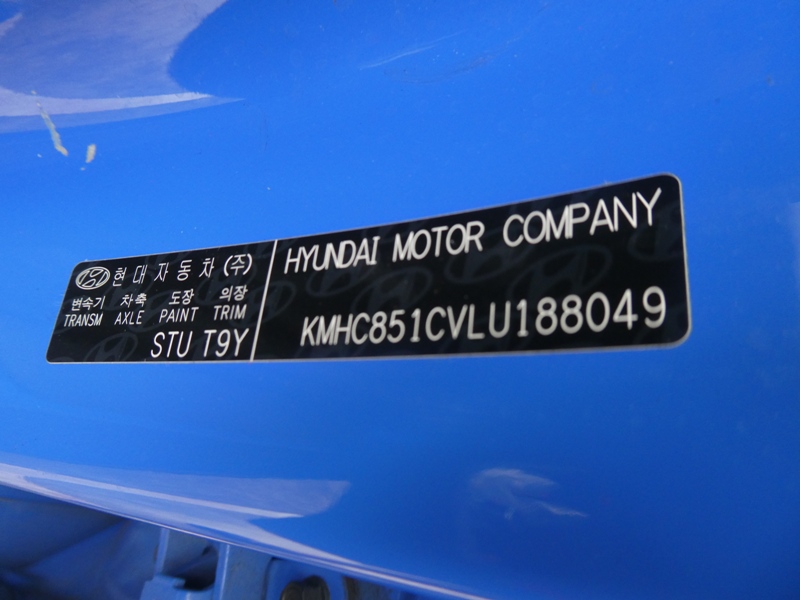 현대자동차(주)
변속기 차축 도장 의장
TRANSM AXLE PAINT TRIM
STU T9Y
HYUNDAI MOTOR COMPANY
KMHC851CVLU188049